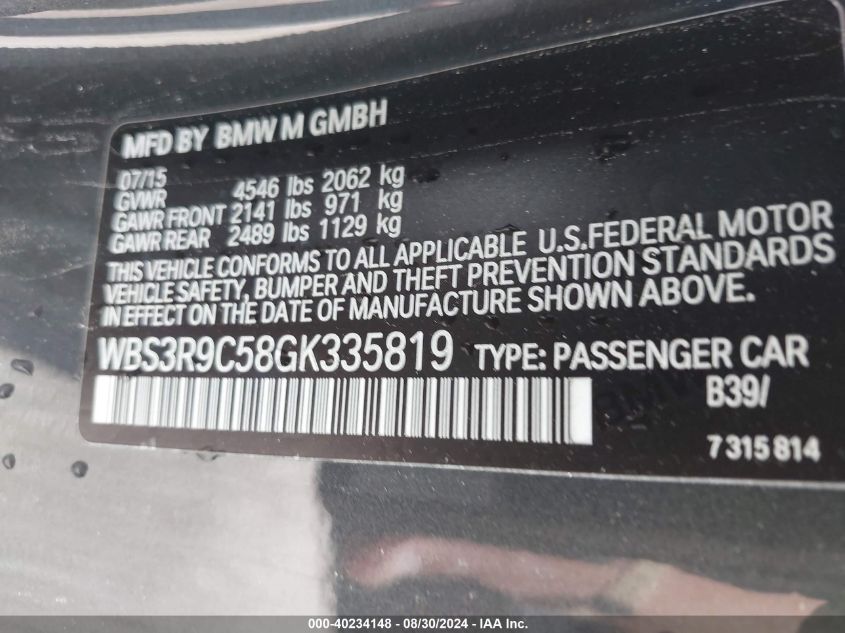 MFD BY BMW M GMBH
07/15
GVWR 4546 lbs 2062 kg
GAWR FRONT 2141 lbs 971 kg
GAWR REAR 2489 lbs 1129 kg
THIS VEHICLE CONFORMS TO ALL APPLICABLE U.S.FEDERAL MOTOR
VEHICLE SAFETY, BUMPER AND THEFT PREVENTION STANDARDS
IN EFFECT ON THE DATE OF MANUFACTURE SHOWN ABOVE.
WBS3R9C58GK335819 TYPE: PASSENGER CAR
B39/
7 315 814
000-40234148 - 08/30/2024 - IAA Inc.